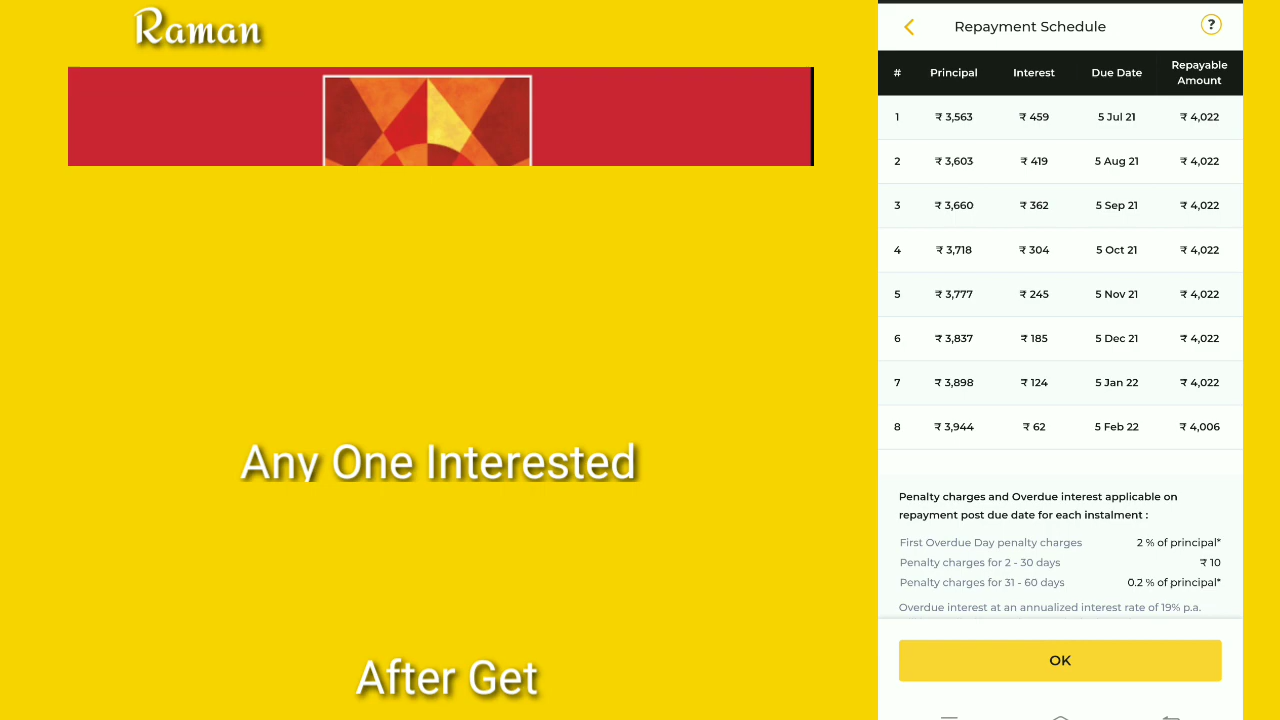 Raman
Any One Interested
After Get
Repayment Schedule
?
# Principal Interest Due Date Repayable Amount
1 ₹ 3,563 ₹ 459 5 Jul 21 ₹ 4,022
2 ₹ 3,603 ₹ 419 5 Aug 21 ₹ 4,022
3 ₹ 3,660 ₹ 362 5 Sep 21 ₹ 4,022
4 ₹ 3,718 ₹ 304 5 Oct 21 ₹ 4,022
5 ₹ 3,777 ₹ 245 5 Nov 21 ₹ 4,022
6 ₹ 3,837 ₹ 185 5 Dec 21 ₹ 4,022
7 ₹ 3,898 ₹ 124 5 Jan 22 ₹ 4,022
8 ₹ 3,944 ₹ 62 5 Feb 22 ₹ 4,006
Penalty charges and Overdue interest applicable on
repayment post due date for each instalment :
First Overdue Day penalty charges 2 % of principal*
Penalty charges for 2 - 30 days ₹ 10
Penalty charges for 31 - 60 days 0.2 % of principal*
Overdue interest at an annualized interest rate of 19% p.a.
OK